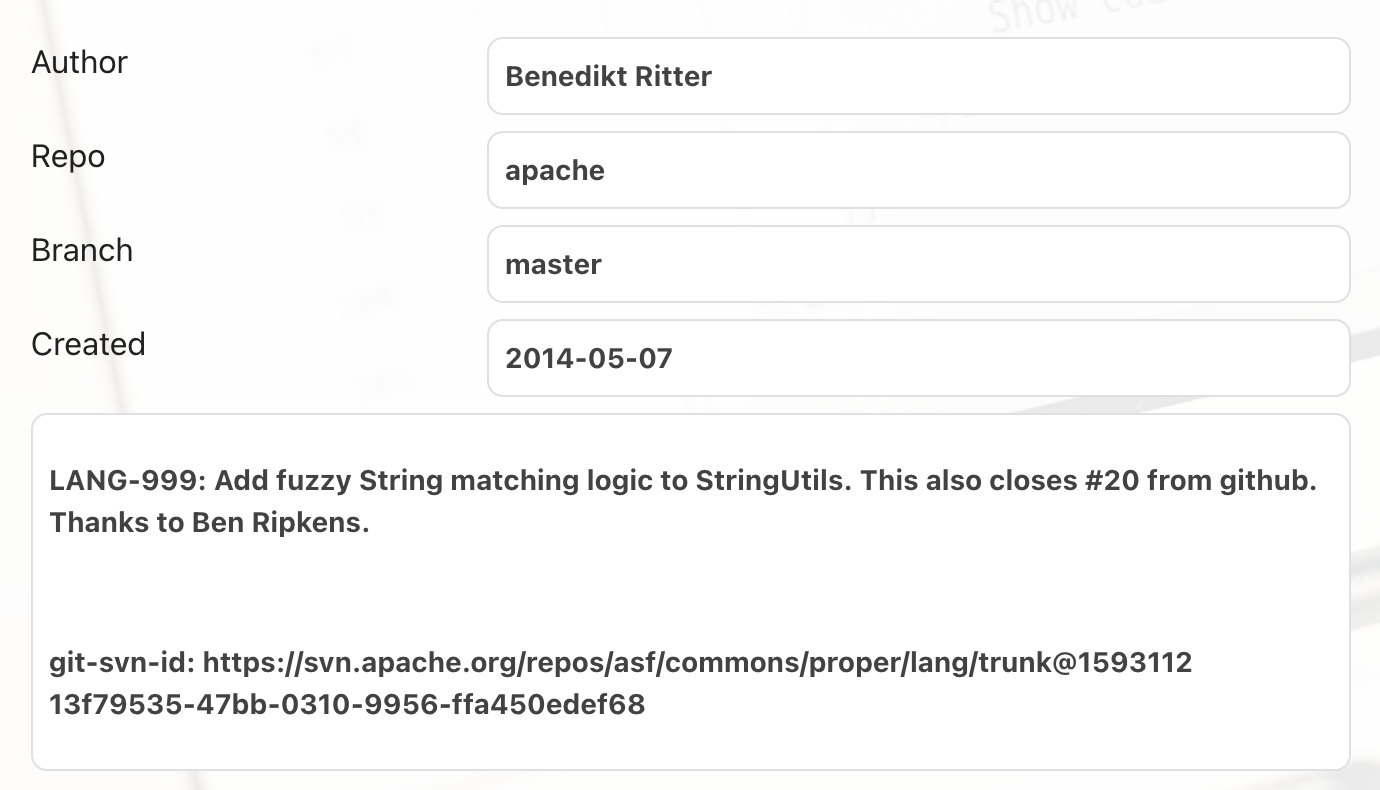 Show
Author
Benedikt Ritter
Repo
apache
Branch
master
Created
2014-05-07
LANG-999: Add fuzzy String matching logic to StringUtils. This also closes #20 from github.
Thanks to Ben Ripkens.
git-svn-id: https://svn.apache.org/repos/asf/commons/proper/lang/trunk@1593112
13f79535-47bb-0310-9956-ffa450edef68